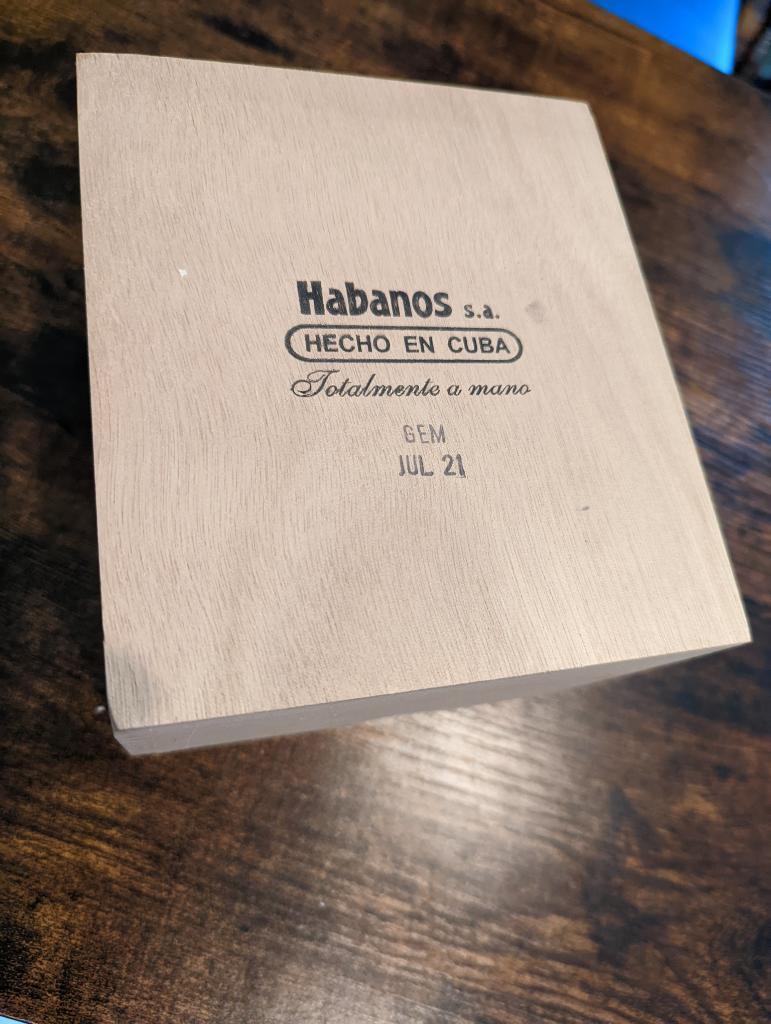 Habanos s.a.
HECHO EN CUBA
Totalmente a mano
GEM
JUL 21